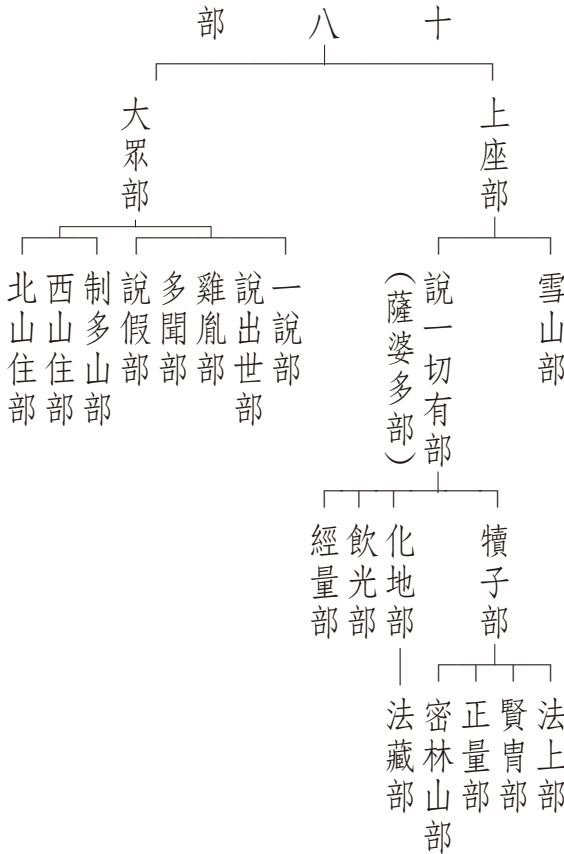 十八部
上座部
大眾部
雪山部
說一切有部
（薩婆多部）
一說部
說出世部
雞胤部
多聞部
說假部
制多山部
西山住部
北山住部
犢子部
化地部
飲光部
經量部
法上部
賢冑部
正量部
密林山部
法藏部